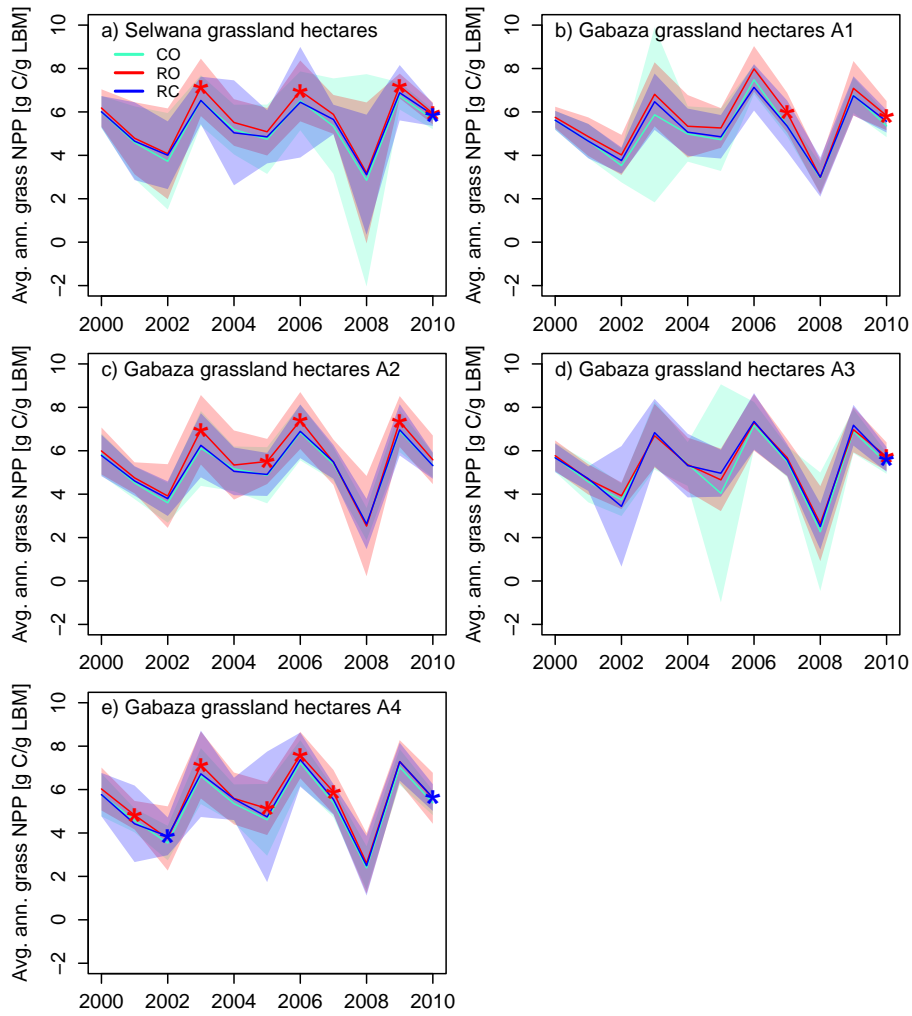 a) Selwana grassland hectares
CO
RO
RC
Avg. ann. grass NPP [g C/g LBM]
10
8
6
4
2
0
−2
2000 2002 2004 2006 2008 2010
b) Gabaza grassland hectares A1
Avg. ann. grass NPP [g C/g LBM]
10
8
6
4
2
0
−2
2000 2002 2004 2006 2008 2010
c) Gabaza grassland hectares A2
Avg. ann. grass NPP [g C/g LBM]
10
8
6
4
2
0
−2
2000 2002 2004 2006 2008 2010
d) Gabaza grassland hectares A3
Avg. ann. grass NPP [g C/g LBM]
10
8
6
4
2
0
−2
2000 2002 2004 2006 2008 2010
e) Gabaza grassland hectares A4
Avg. ann. grass NPP [g C/g LBM]
10
8
6
4
2
0
−2
2000 2002 2004 2006 2008 2010